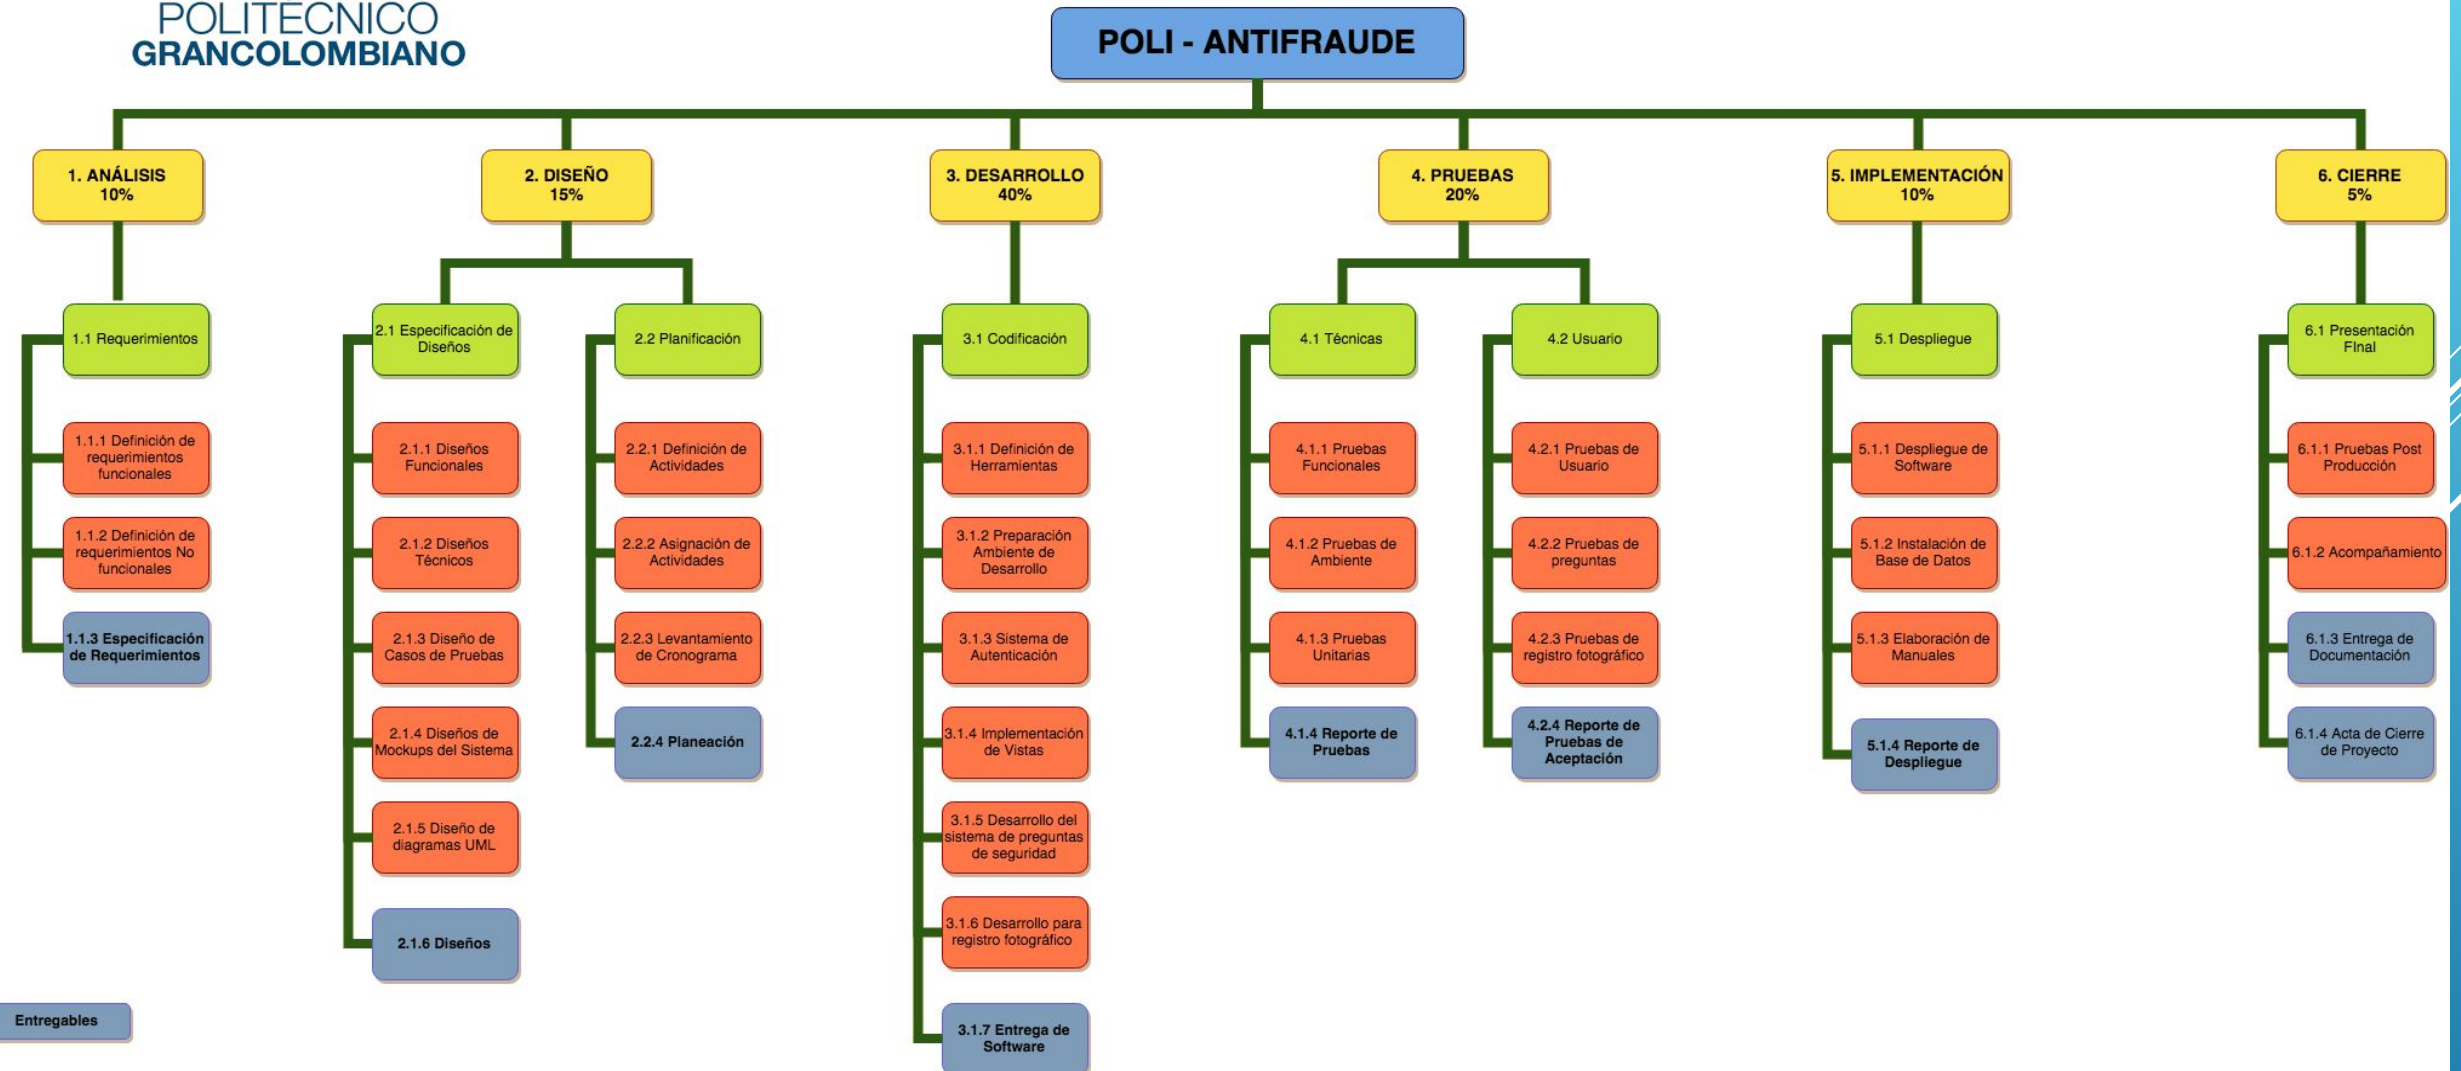 POLITÉCNICO
GRANCOLOMBIANO
POLI - ANTIFRAUDE
1. ANÁLISIS
10%
2. DISEÑO
15%
3. DESARROLLO
40%
4. PRUEBAS
20%
5. IMPLEMENTACIÓN
10%
6. CIERRE
5%
1.1 Requerimientos
2.1 Especificación de
Diseños
2.2 Planificación
3.1 Codificación
4.1 Técnicas
4.2 Usuario
5.1 Despliegue
6.1 Presentación
FInal
1.1.1 Definición de
requerimientos
funcionales
2.1.1 Diseños
Funcionales
2.2.1 Definición de
Actividades
3.1.1 Definición de
Herramientas
4.1.1 Pruebas
Funcionales
4.2.1 Pruebas de
Usuario
5.1.1 Despliegue de
Software
6.1.1 Pruebas Post
Producción
1.1.2 Definición de
requerimientos No
funcionales
2.1.2 Diseños
Técnicos
2.2.2 Asignación de
Actividades
3.1.2 Preparación
Ambiente de
Desarrollo
4.1.2 Pruebas de
Ambiente
4.2.2 Pruebas de
preguntas
5.1.2 Instalación de
Base de Datos
6.1.2 Acompañamiento
1.1.3 Especificación
de Requerimientos
2.1.3 Diseño de
Casos de Pruebas
2.2.3 Levantamiento
de Cronograma
3.1.3 Sistema de
Autenticación
4.1.3 Pruebas
Unitarias
4.2.3 Pruebas de
registro fotográfico
5.1.3 Elaboración de
Manuales
6.1.3 Entrega de
Documentación
2.1.4 Diseños de
Mockups del Sistema
2.2.4 Planeación
3.1.4 Implementación
de Vistas
4.1.4 Reporte de
Pruebas
4.2.4 Reporte de
Pruebas de
Aceptación
5.1.4 Reporte de
Despliegue
6.1.4 Acta de Cierre
de Proyecto
2.1.5 Diseño de
diagramas UML
3.1.5 Desarrollo del
sistema de preguntas
de seguridad
2.1.6 Diseños
3.1.6 Desarrollo para
registro fotográfico
Entregables
3.1.7 Entrega de
Software